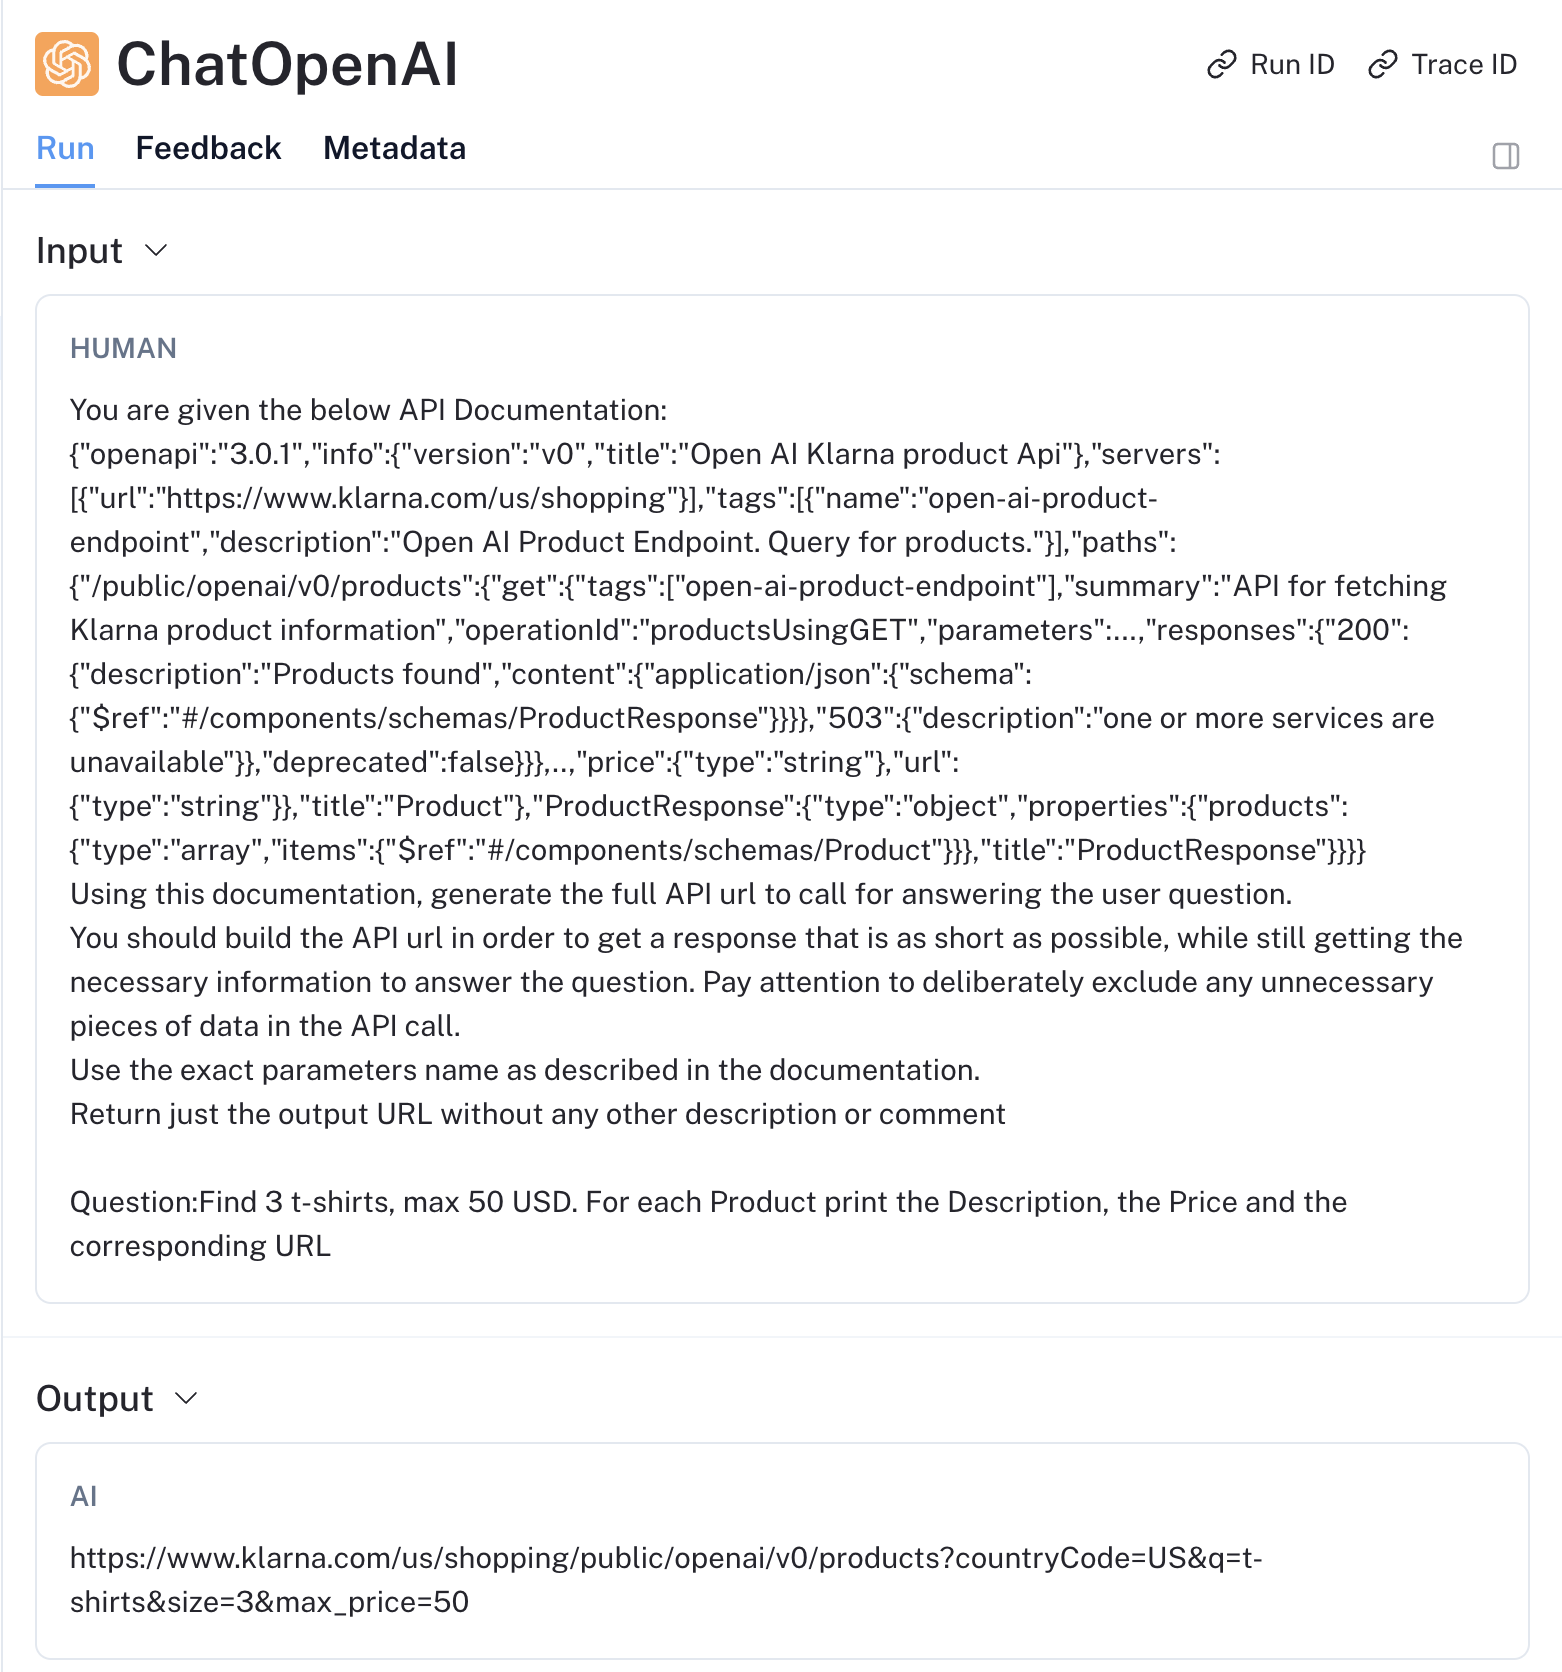 ChatOpenAI
Run ID
Trace ID
Run
Feedback
Metadata
Input
HUMAN
You are given the below API Documentation:
{"openapi":"3.0.1","info":{"version":"v0","title":"Open AI Klarna product Api"},"servers":
[{"url":"https://www.klarna.com/us/shopping"}],"tags":[{"name":"open-ai-product-
endpoint","description":"Open AI Product Endpoint. Query for products."}],"paths":
{"/public/openai/v0/products":{"get":{"tags":["open-ai-product-endpoint"],"summary":"API for fetching
Klarna product information","operationId":"productsUsingGET","parameters":...,"responses":{"200":
{"description":"Products found","content":{"application/json":{"schema":
{"$ref":"#/components/schemas/ProductResponse"}}}},"503":{"description":"one or more services are
unavailable"}},"deprecated":false}}},..,"price":{"type":"string"},"url":
{"type":"string"}},"title":"Product"},"ProductResponse":{"type":"object","properties":{"products":
{"type":"array","items":{"$ref":"#/components/schemas/Product"}}},"title":"ProductResponse"}}}}
Using this documentation, generate the full API url to call for answering the user question.
You should build the API url in order to get a response that is as short as possible, while still getting the
necessary information to answer the question. Pay attention to deliberately exclude any unnecessary
pieces of data in the API call.
Use the exact parameters name as described in the documentation.
Return just the output URL without any other description or comment
Question:Find 3 t-shirts, max 50 USD. For each Product print the Description, the Price and the
corresponding URL
Output
AI
https://www.klarna.com/us/shopping/public/openai/v0/products?countryCode=US&q=t-
shirts&size=3&max_price=50